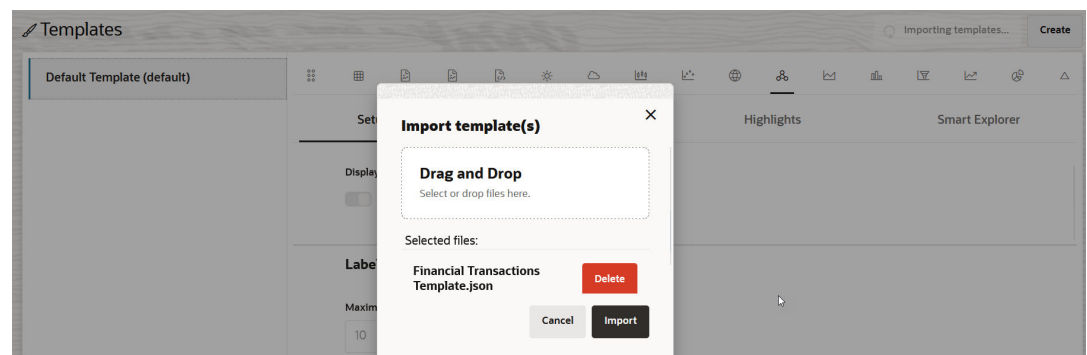 Templates
Importing templates...
Create
Default Template (default)
Import template(s)
Highlights
Smart Explorer
Drag and Drop
Select or drop files here.
Selected files:
Financial Transactions
Template.json
Delete
Maxim
10
Cancel
Import